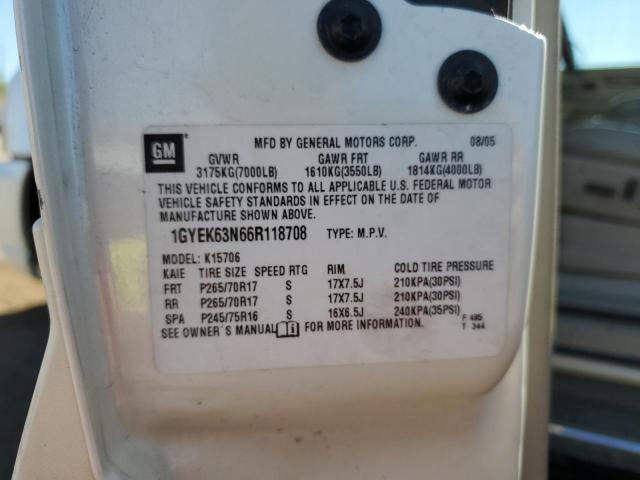 GM
MFD BY GENERAL MOTORS CORP. 08/05
GVWR GAWR FRT GAWR RR
3175KG(7000LB) 1610KG(3550LB) 1814KG(4000LB)
THIS VEHICLE CONFORMS TO ALL APPLICABLE U.S. FEDERAL MOTOR
VEHICLE SAFETY STANDARDS IN EFFECT ON THE DATE OF
MANUFACTURE SHOWN ABOVE.
1GYEK63N66R118708 TYPE: M.P.V.
MODEL: K15706
KAIE TIRE SIZE SPEED RTG RIM COLD TIRE PRESSURE
FRT P265/70R17 S 17X7.5J 210KPA(30PSI)
RR P265/70R17 S 17X7.5J 210KPA(30PSI)
SPA P245/75R16 S 16X6.5J 240KPA(35PSI)
F 485
T 344
SEE OWNER'S MANUAL FOR MORE INFORMATION.